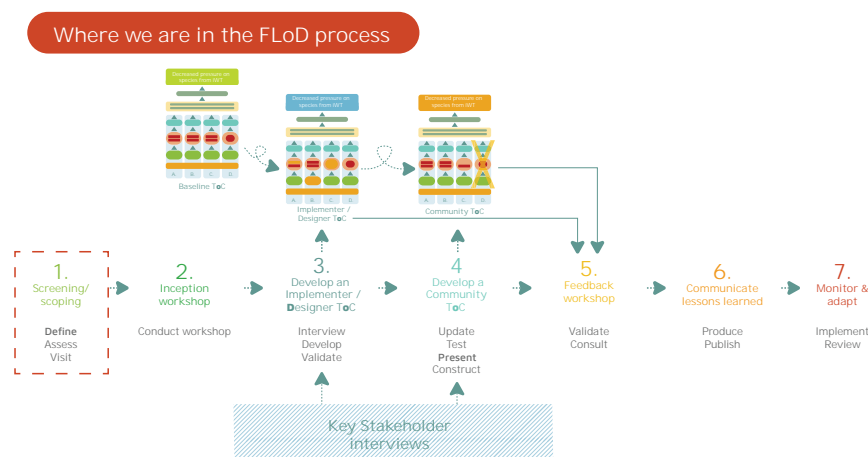 Where we are in the FLoD process
Decreased pressure on
species from IWT
A. B. C. D.
Baseline ToC
Decreased pressure on
species from IWT
A. B. C. D.
Implementer /
Designer ToC
Decreased pressure on
species from IWT
A. B. C. D.
Community ToC
1.
Screening/
scoping
Define
Assess
Visit
2.
Inception
workshop
Conduct workshop
3.
Develop an
Implementer /
Designer ToC
Interview
Develop
Validate
4
Develop a
Community
ToC
Update
Test
Present
Construct
5.
Feedback
workshop
Validate
Consult
6.
Communicate
lessons learned
Produce
Publish
7.
Monitor &
adapt
Implement
Review
Key Stakeholder
interviews